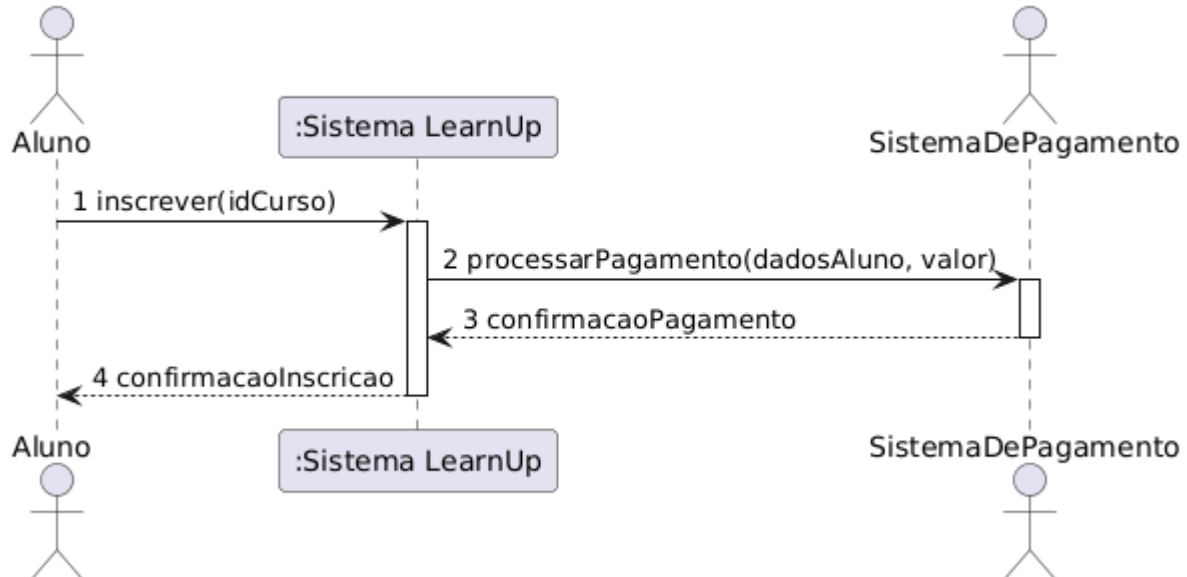 Aluno
:Sistema LearnUp
SistemaDePagamento
1 inscrever(idCurso)
2 processarPagamento(dadosAluno, valor)
3 confirmacaoPagamento
4 confirmacaoInscricao
Aluno
:Sistema LearnUp
SistemaDePagamento